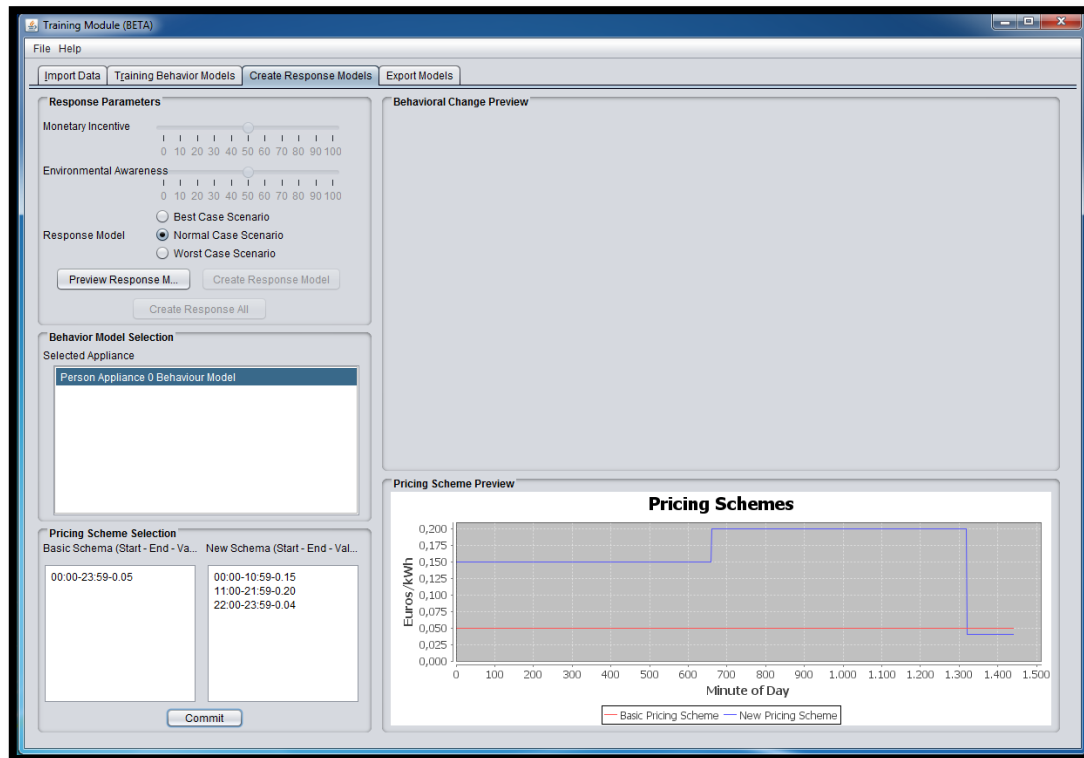 Training Module (BETA)
File Help
Import Data Training Behavior Models Create Response Models Export Models
Response Parameters
Monetary Incentive
0 10 20 30 40 50 60 70 80 90 100
Environmental Awareness
0 10 20 30 40 50 60 70 80 90 100
Response Model
Best Case Scenario
Normal Case Scenario
Worst Case Scenario
Preview Response M... Create Response Model
Create Response All
Behavior Model Selection
Selected Appliance
Person Appliance 0 Behaviour Model
Pricing Scheme Selection
Basic Schema (Start - End - Va... New Schema (Start - End - Val...
00:00-23:59-0.05
00:00-10:59-0.15
11:00-21:59-0.20
22:00-23:59-0.04
Commit
Behavioral Change Preview
Pricing Scheme Preview
Pricing Schemes
Euros/kWh
0,200
0,175
0,150
0,125
0,100
0,075
0,050
0,025
0,000
0 100 200 300 400 500 600 700 800 900 1.000 1.100 1.200 1.300 1.400 1.500
Minute of Day
Basic Pricing Scheme New Pricing Scheme